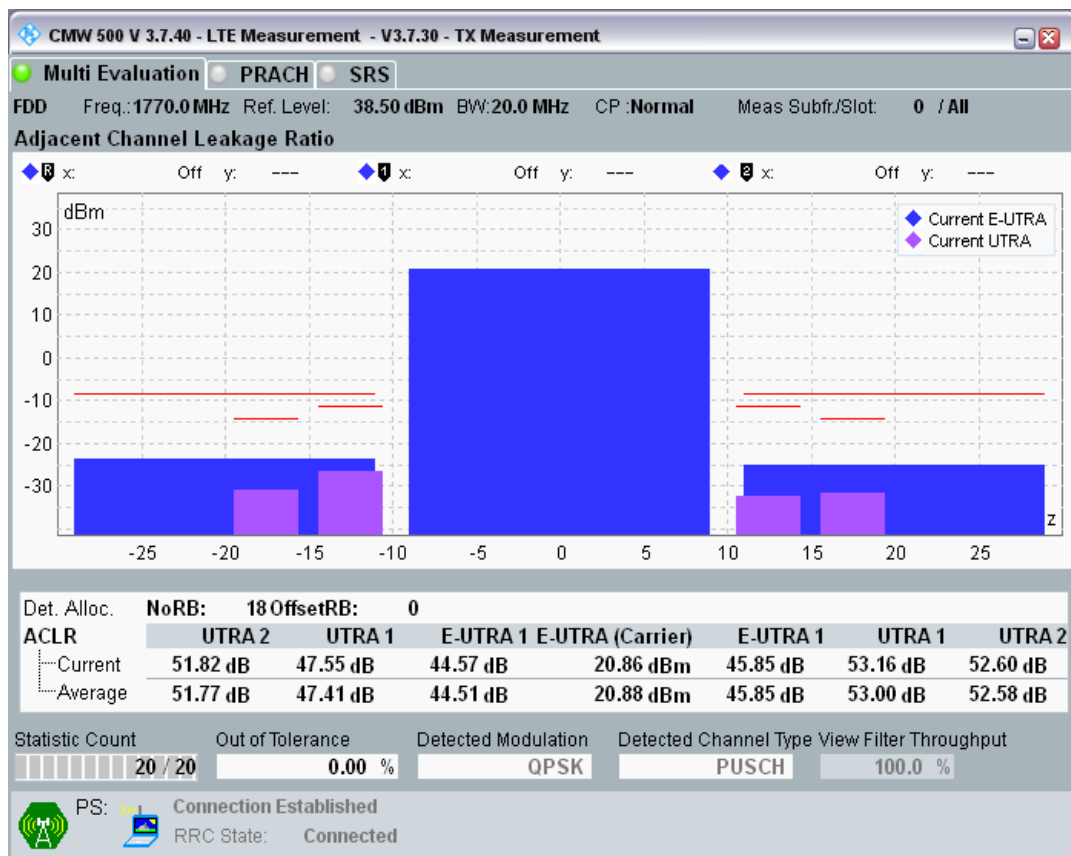 CMW 500 V 3.7.40 - LTE Measurement - V3.7.30 - TX Measurement
Multi Evaluation PRACH SRS
FDD Freq.:1770.0 MHz Ref. Level: 38.50 dBm BW:20.0 MHz CP :Normal Meas Subfr./Slot: 0 / All
Adjacent Channel Leakage Ratio
R x: Off y: --- 1 x: Off y: --- 2 x: Off y: ---
dBm
Current E-UTRA
Current UTRA
30
20
10
0
-10
-20
-30
z
-25 -20 -15 -10 -5 0 5 10 15 20 25
Det. Alloc. NoRB: 18 OffsetRB: 0
ACLR UTRA 2 UTRA 1 E-UTRA 1 E-UTRA (Carrier) E-UTRA 1 UTRA 1 UTRA 2
Current 51.82 dB 47.55 dB 44.57 dB 20.86 dBm 45.85 dB 53.16 dB 52.60 dB
Average 51.77 dB 47.41 dB 44.51 dB 20.88 dBm 45.85 dB 53.00 dB 52.58 dB
Statistic Count Out of Tolerance Detected Modulation Detected Channel Type View Filter Throughput
20 / 20 0.00 % QPSK PUSCH 100.0 %
PS: Connection Established
RRC State: Connected